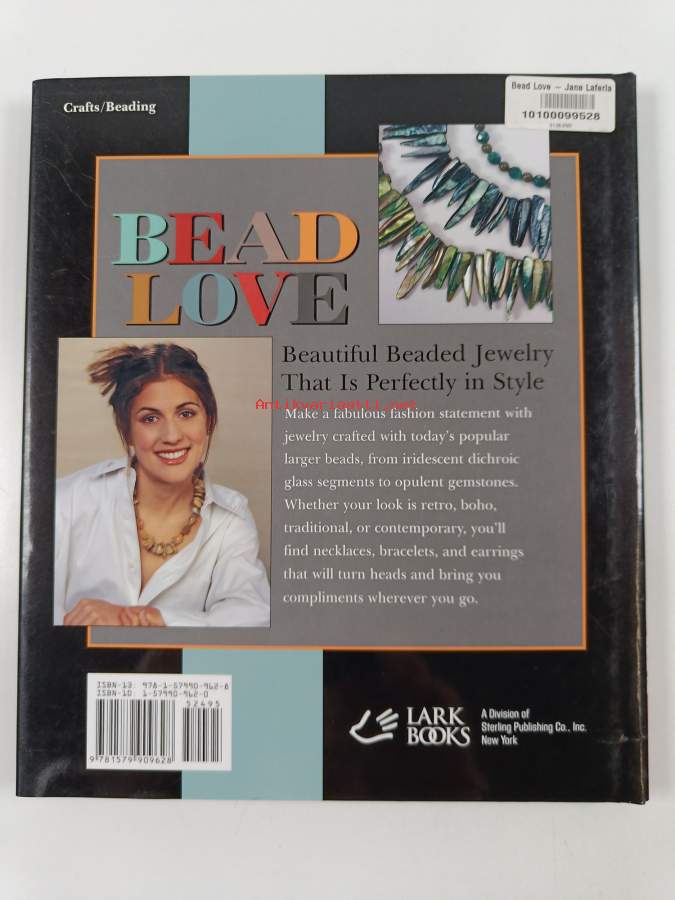 Crafts/Beading
Bead Love – Jane Laferla
10100099528
BEAD
LOVE
Beautiful Beaded Jewelry
That Is Perfectly in Style
Antikvariaatti.net
Make a fabulous fashion statement with
jewelry crafted with today's popular
larger beads, from iridescent dichroic
glass segments to opulent gemstones.
Whether your look is retro, boho,
traditional, or contemporary, you'll
find necklaces, bracelets, and earrings
that will turn heads and bring you
compliments wherever you go.
ISBN-13: 978-1-57990-962-8
ISBN-10: 1-57990-962-0
52495
9 781579 909628
LARK
BOOKS
A Division of
Sterling Publishing Co., Inc.
New York